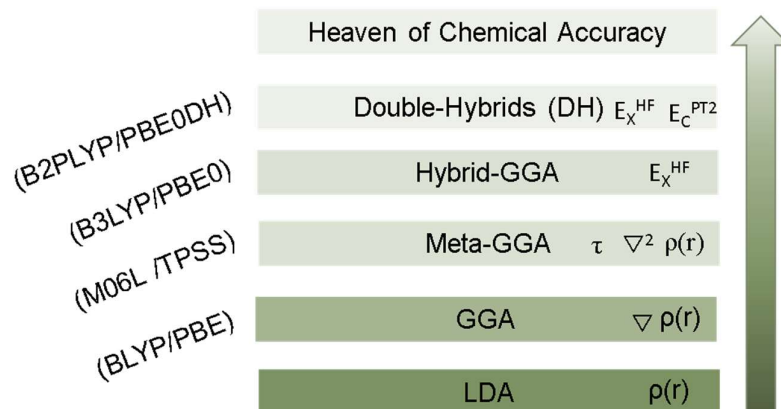 Heaven of Chemical Accuracy
Double-Hybrids (DH) E_X^HF E_C^PT2
(B2PLYP/PBE0DH)
Hybrid-GGA E_X^HF
(B3LYP/PBE0)
Meta-GGA τ ∇² ρ(r)
(M06L /TPSS)
GGA ∇ ρ(r)
(BLYP/PBE)
LDA ρ(r)